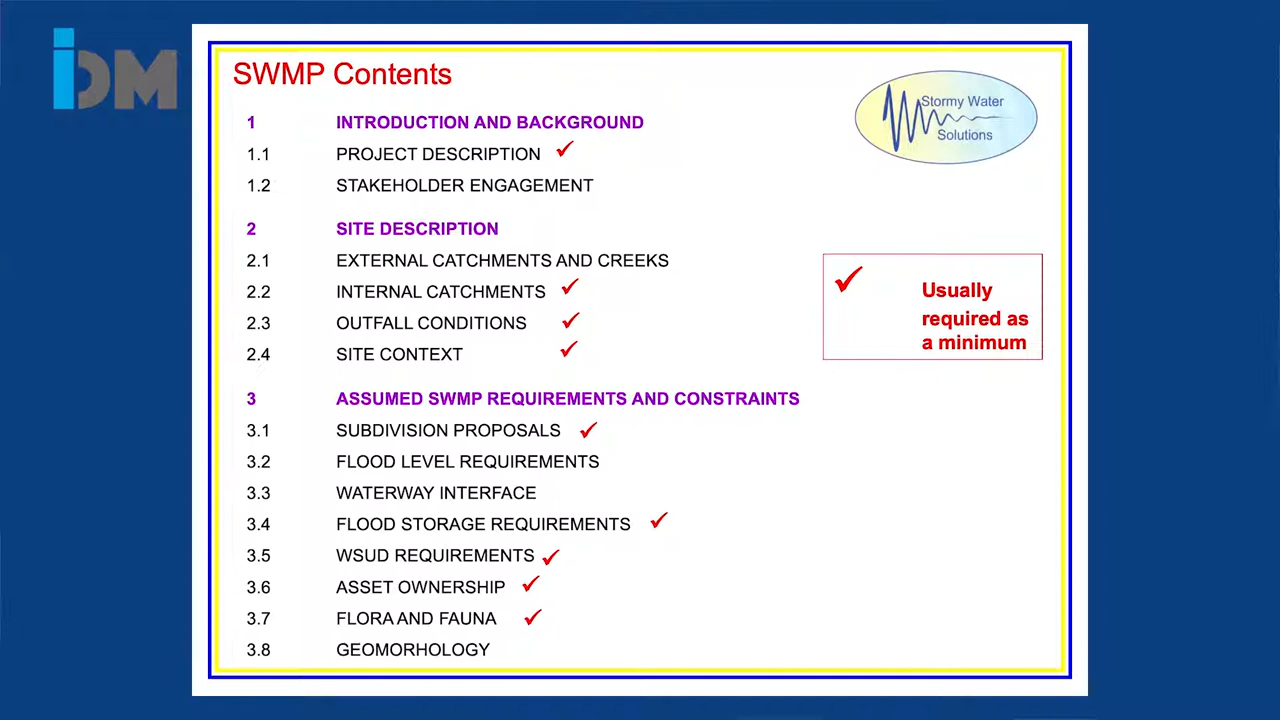 iDM
SWMP Contents
Stormy Water
Solutions
1 INTRODUCTION AND BACKGROUND
1.1 PROJECT DESCRIPTION ✓
1.2 STAKEHOLDER ENGAGEMENT
2 SITE DESCRIPTION
2.1 EXTERNAL CATCHMENTS AND CREEKS
2.2 INTERNAL CATCHMENTS ✓
2.3 OUTFALL CONDITIONS ✓
2.4 SITE CONTEXT ✓
✓ Usually
required as
a minimum
3 ASSUMED SWMP REQUIREMENTS AND CONSTRAINTS
3.1 SUBDIVISION PROPOSALS ✓
3.2 FLOOD LEVEL REQUIREMENTS
3.3 WATERWAY INTERFACE
3.4 FLOOD STORAGE REQUIREMENTS ✓
3.5 WSUD REQUIREMENTS ✓
3.6 ASSET OWNERSHIP ✓
3.7 FLORA AND FAUNA ✓
3.8 GEOMORHOLOGY